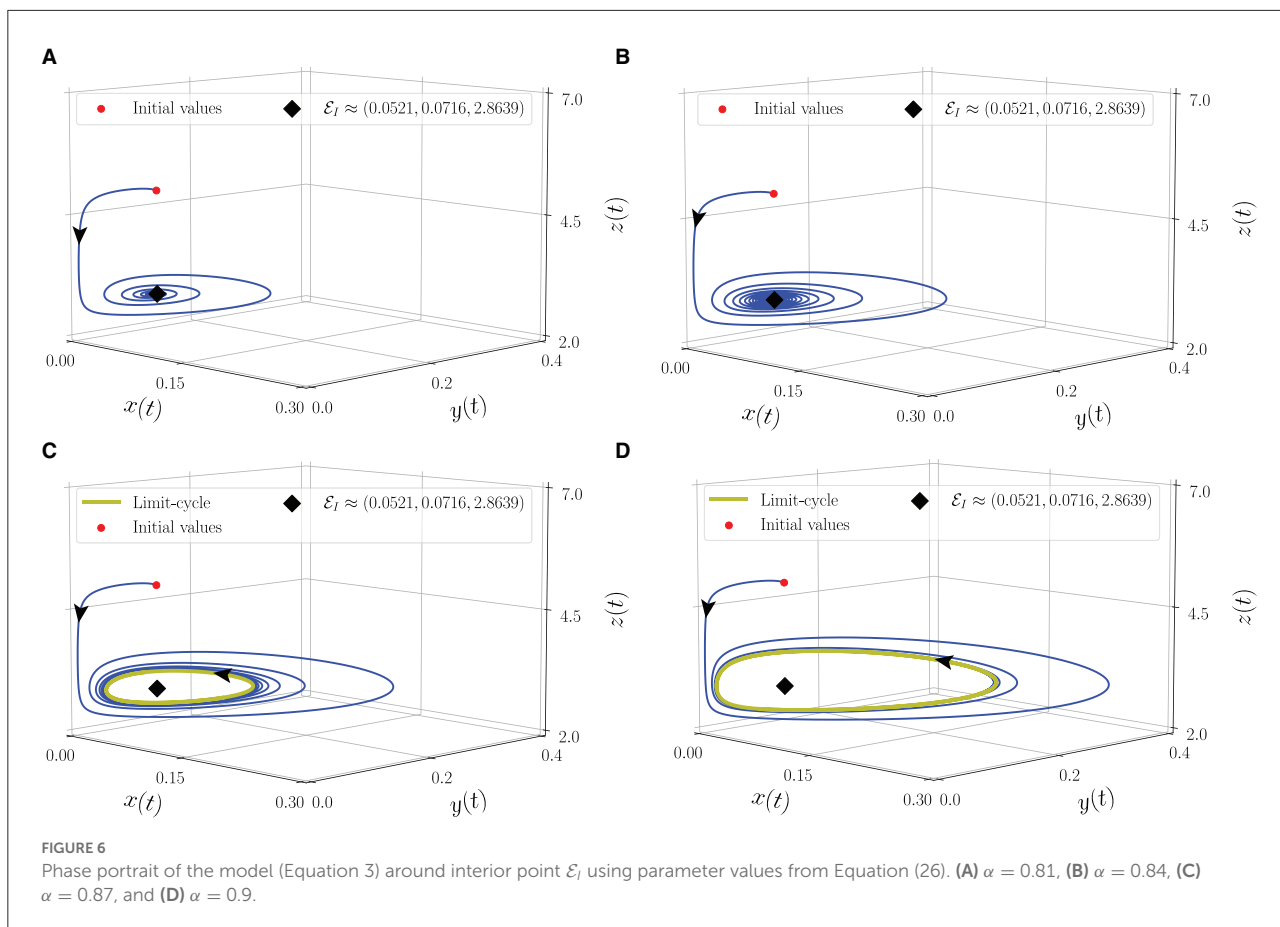 A
Initial values
ℰI ≈ (0.0521, 0.0716, 2.8639)
7.0
4.5
2.0
z(t)
0.00
0.15
0.30
x(t)
0.0
0.2
0.4
y(t)
B
Initial values
ℰI ≈ (0.0521, 0.0716, 2.8639)
7.0
4.5
2.0
z(t)
0.00
0.15
0.30
x(t)
0.0
0.2
0.4
y(t)
C
Limit-cycle
Initial values
ℰI ≈ (0.0521, 0.0716, 2.8639)
7.0
4.5
2.0
z(t)
0.00
0.15
0.30
x(t)
0.0
0.2
0.4
y(t)
D
Limit-cycle
Initial values
ℰI ≈ (0.0521, 0.0716, 2.8639)
7.0
4.5
2.0
z(t)
0.00
0.15
0.30
x(t)
0.0
0.2
0.4
y(t)
FIGURE 6
Phase portrait of the model (Equation 3) around interior point ℰI using parameter values from Equation (26). (A) α = 0.81, (B) α = 0.84, (C)
α = 0.87, and (D) α = 0.9.